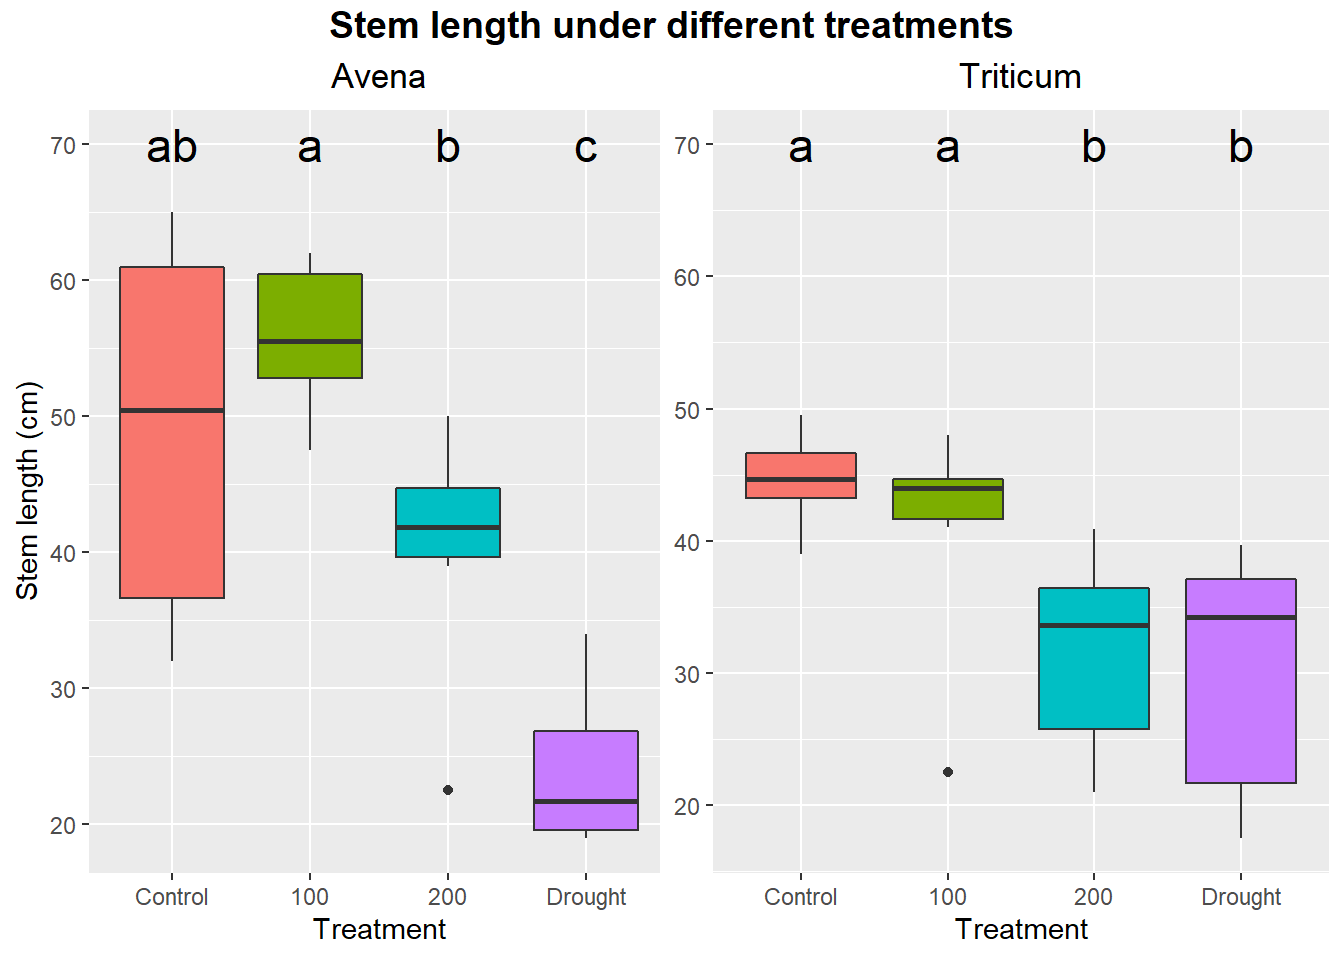 Stem length under different treatments
Avena
Triticum
Stem length (cm)
70
60
50
40
30
20
ab a b c
Control 100 200 Drought
Treatment
70
60
50
40
30
20
a a b b
Control 100 200 Drought
Treatment